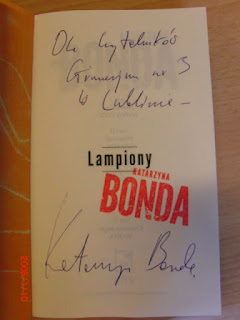 Dla Czytelników
Gimnazjum nr 3
w Lublinie –
Lampiony
KATARZYNA
BONDA
Katarzyna Bonda